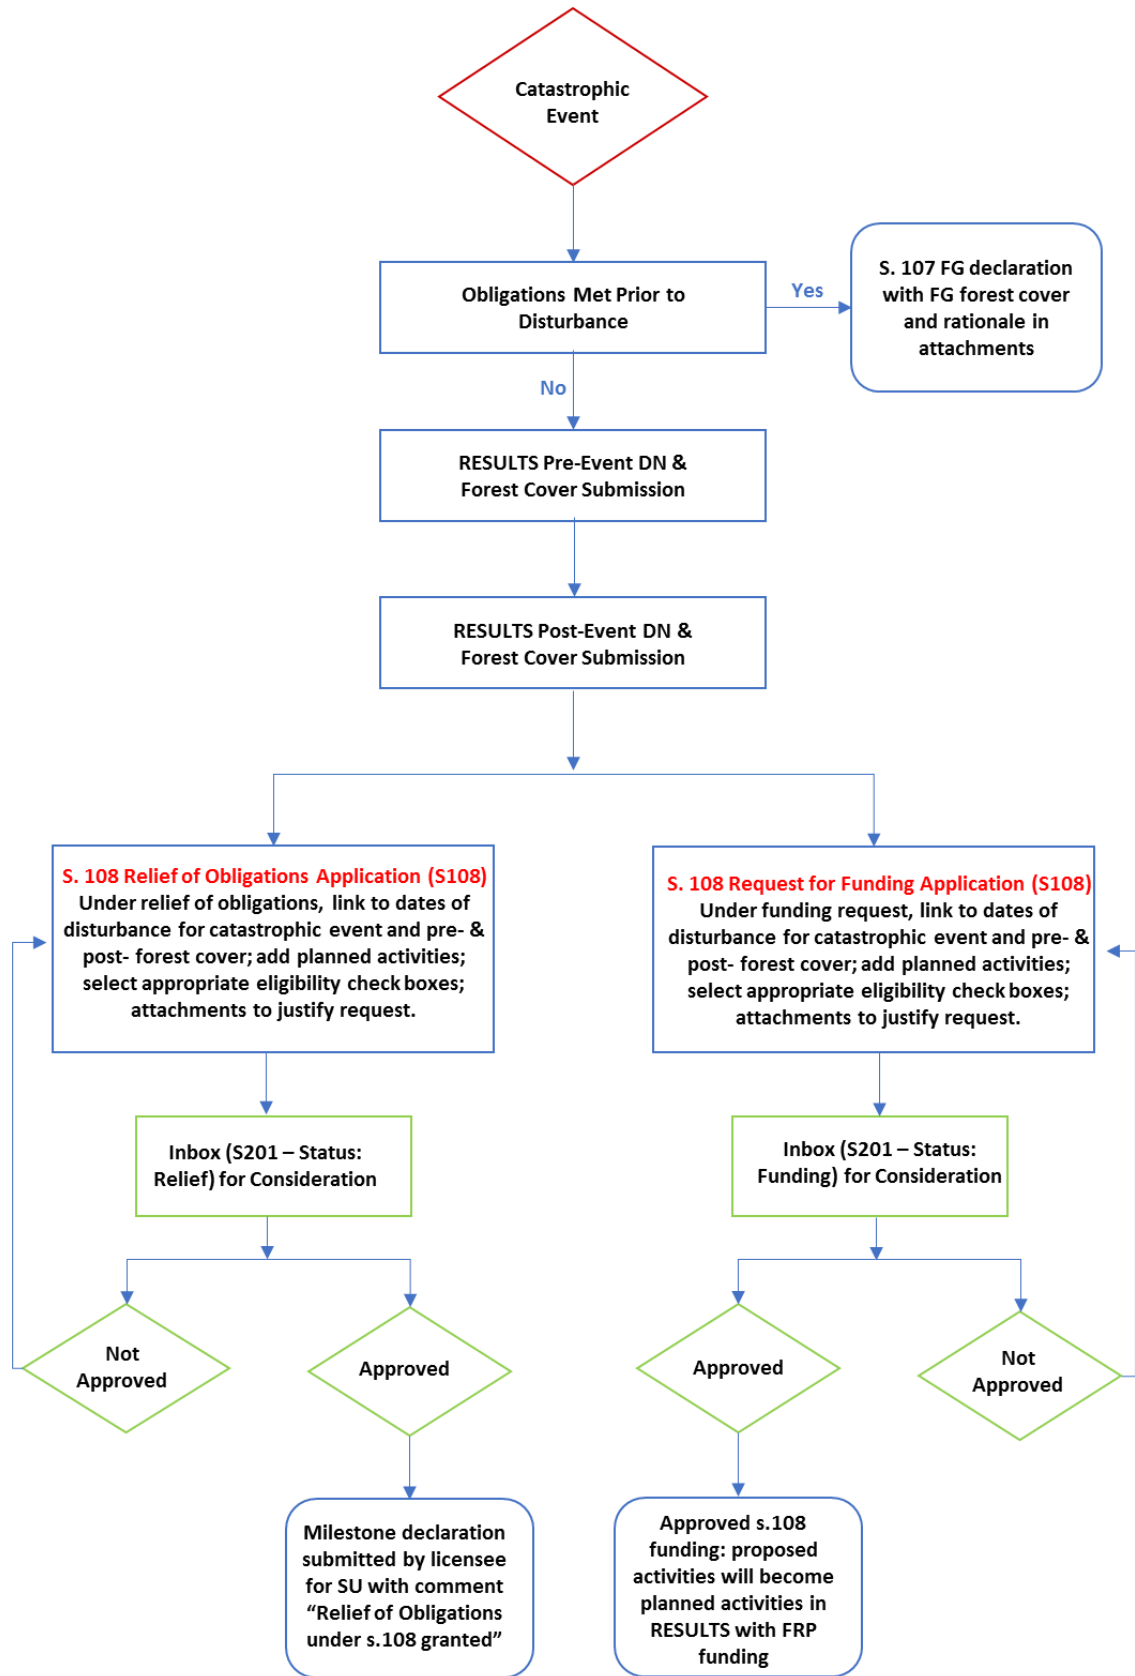 Catastrophic
Event
Obligations Met Prior to
Disturbance
Yes
S. 107 FG declaration
with FG forest cover
and rationale in
attachments
No
RESULTS Pre-Event DN &
Forest Cover Submission
RESULTS Post-Event DN &
Forest Cover Submission
S. 108 Relief of Obligations Application (S108)
Under relief of obligations, link to dates of
disturbance for catastrophic event and pre- &
post- forest cover; add planned activities;
select appropriate eligibility check boxes;
attachments to justify request.
S. 108 Request for Funding Application (S108)
Under funding request, link to dates of
disturbance for catastrophic event and pre- &
post- forest cover; add planned activities;
select appropriate eligibility check boxes;
attachments to justify request.
Inbox (S201 – Status:
Relief) for Consideration
Inbox (S201 – Status:
Funding) for Consideration
Not
Approved
Approved
Approved
Not
Approved
Milestone declaration
submitted by licensee
for SU with comment
“Relief of Obligations
under s.108 granted”
Approved s.108
funding: proposed
activities will become
planned activities in
RESULTS with FRP
funding